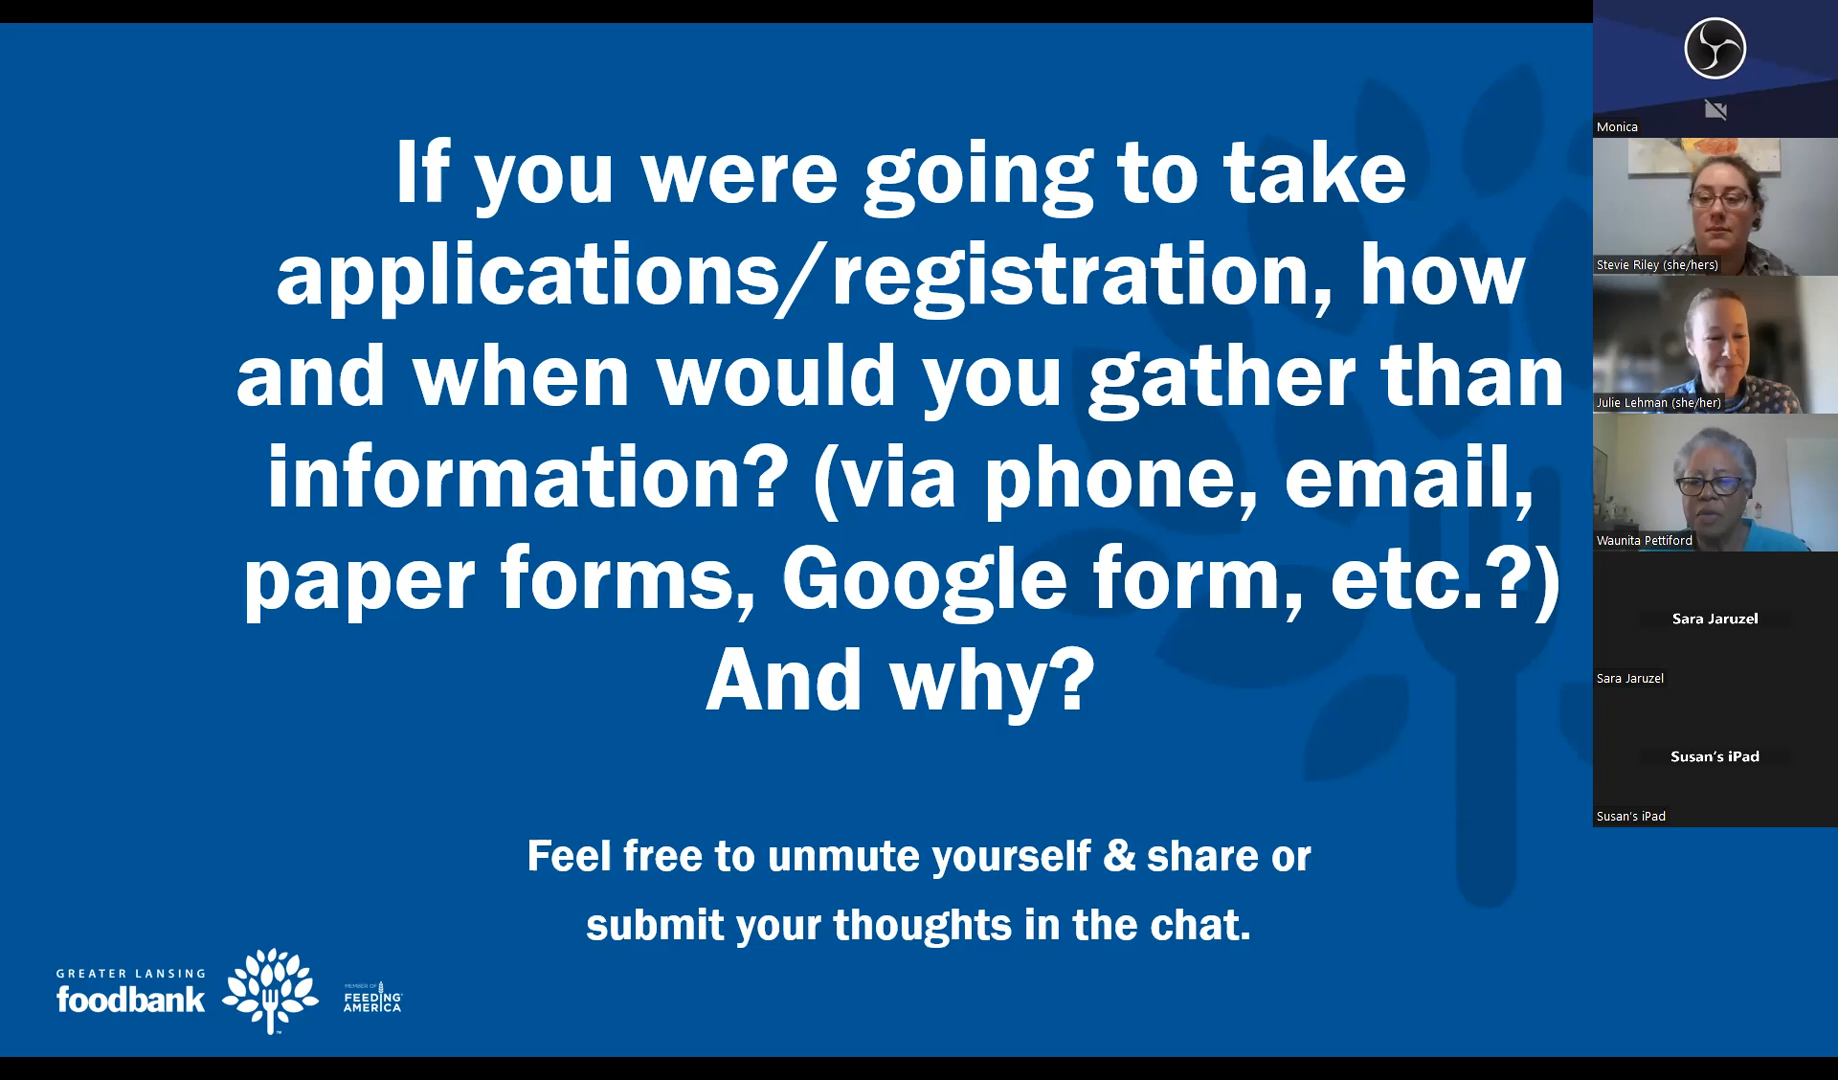 If you were going to take
applications/registration, how
and when would you gather than
information? (via phone, email,
paper forms, Google form, etc.?)
And why?
Feel free to unmute yourself & share or
submit your thoughts in the chat.
GREATER LANSING
foodbank
MEMBER OF
FEEDING
AMERICA
Monica
Stevie Riley (she/hers)
Julie Lehman (she/her)
Waunita Pettiford
Sara Jaruzel
Sara Jaruzel
Susan's iPad
Susan's iPad